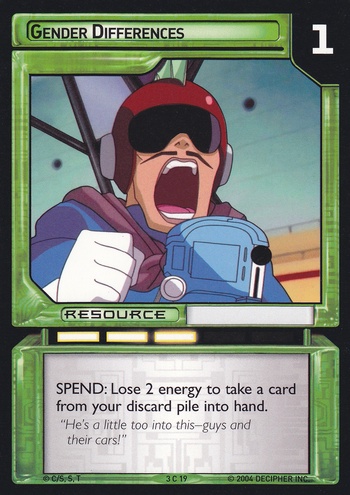 GENDER DIFFERENCES
1
RESOURCE
SPEND: Lose 2 energy to take a card
from your discard pile into hand.
"He's a little too into this–guys and
their cars!"
© C/S, S, T 3 C 19 © 2004 DECIPHER INC.